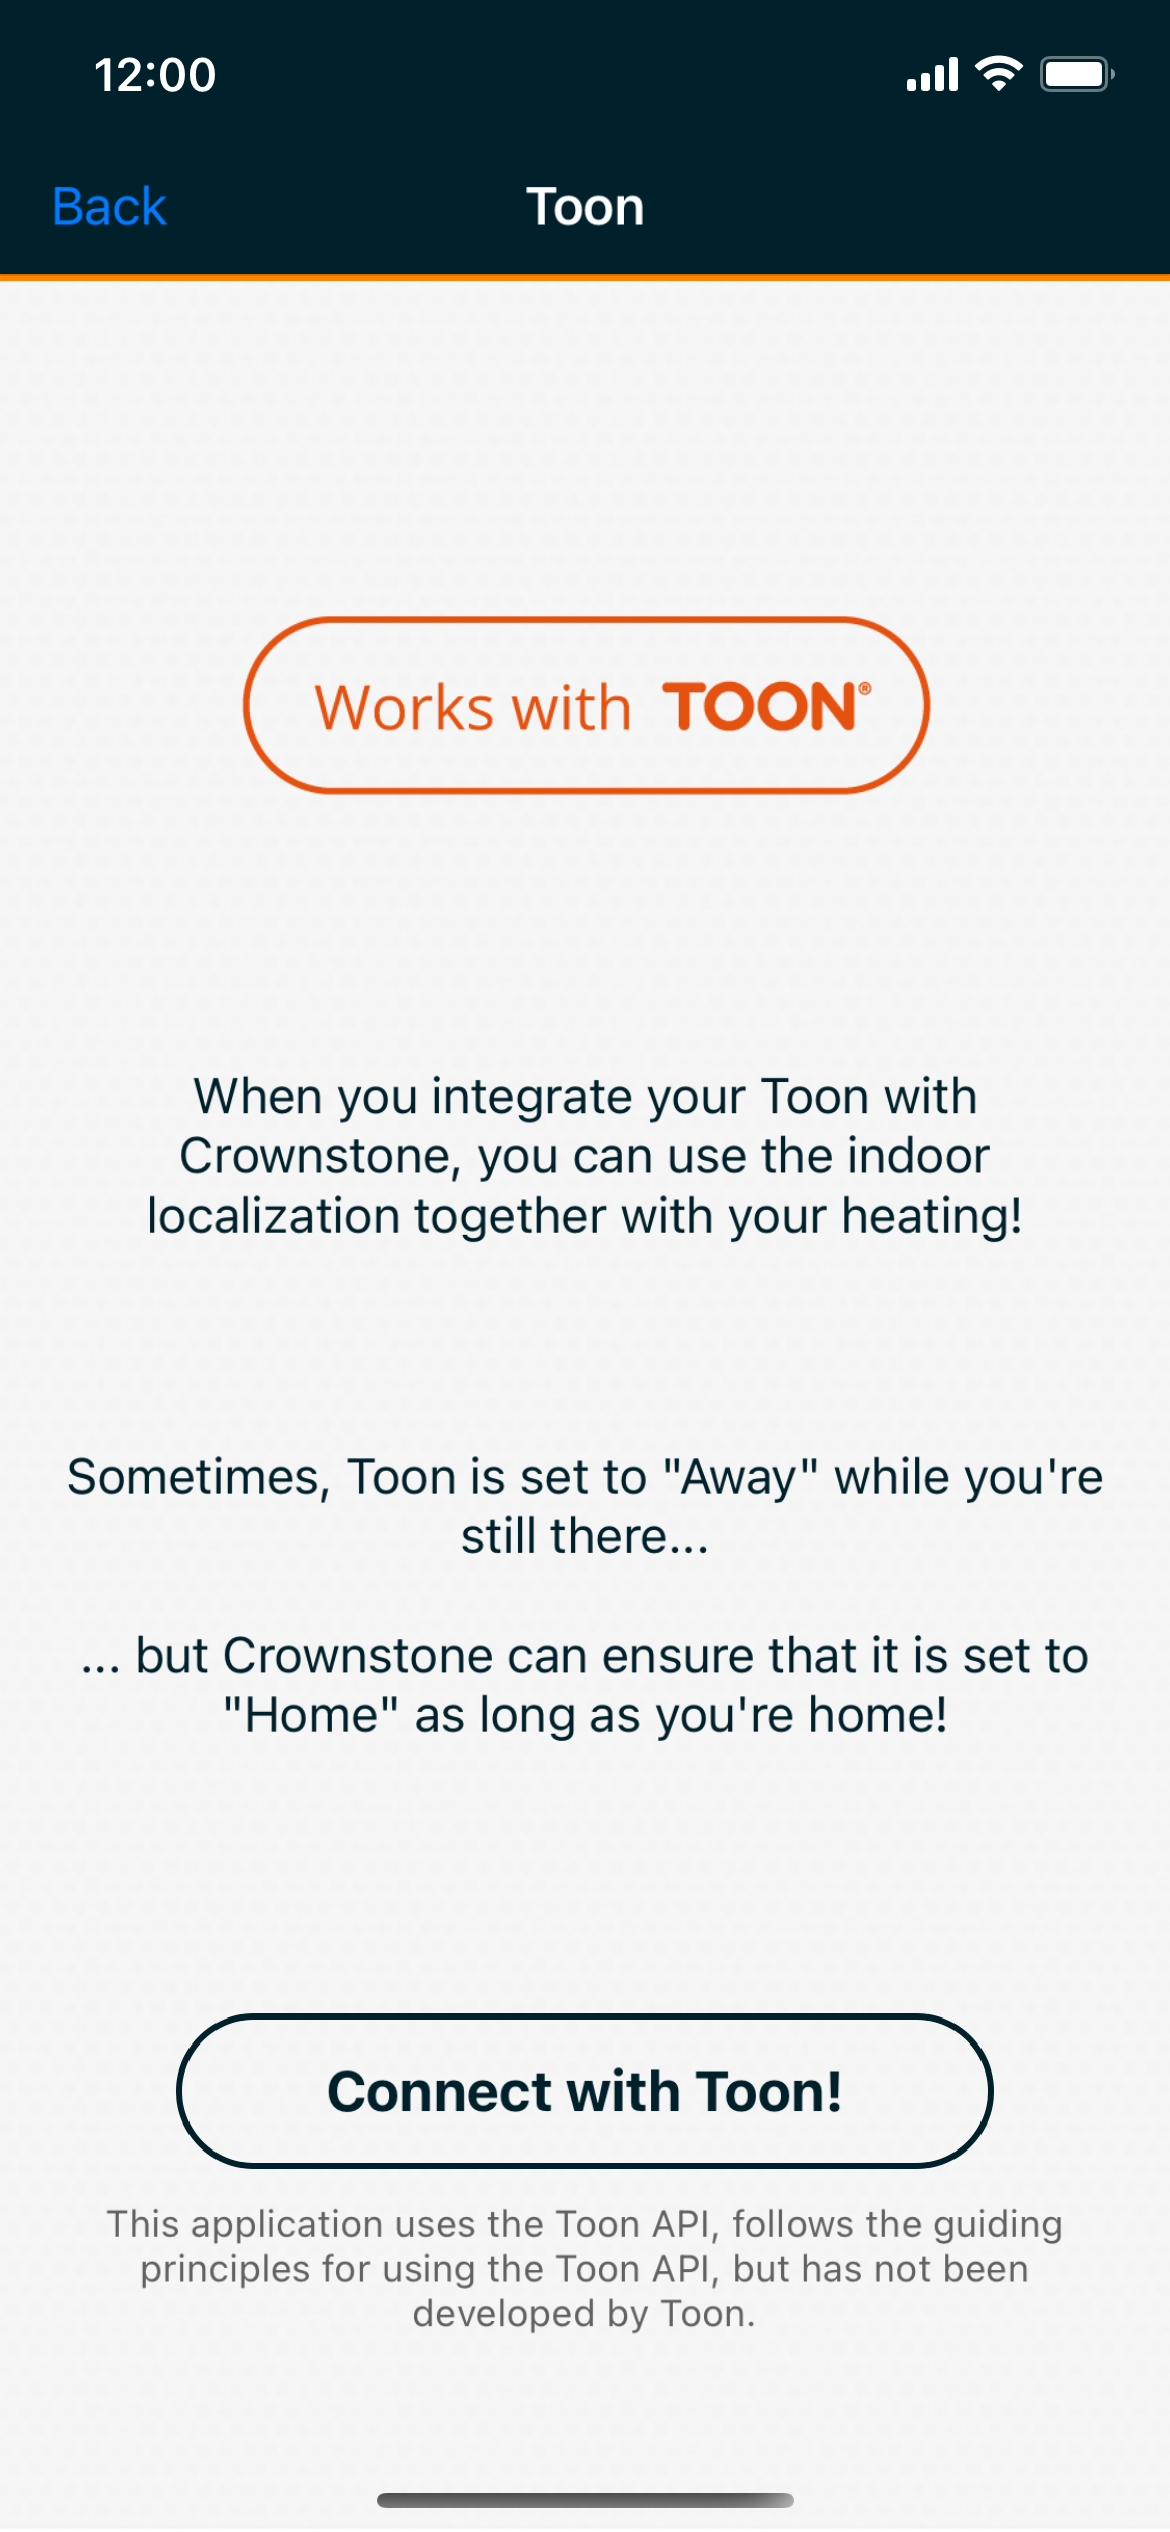 12:00
Back
Toon
Works with TOON®
When you integrate your Toon with
Crownstone, you can use the indoor
localization together with your heating!
Sometimes, Toon is set to "Away" while you're
still there...
... but Crownstone can ensure that it is set to
"Home" as long as you're home!
Connect with Toon!
This application uses the Toon API, follows the guiding
principles for using the Toon API, but has not been
developed by Toon.